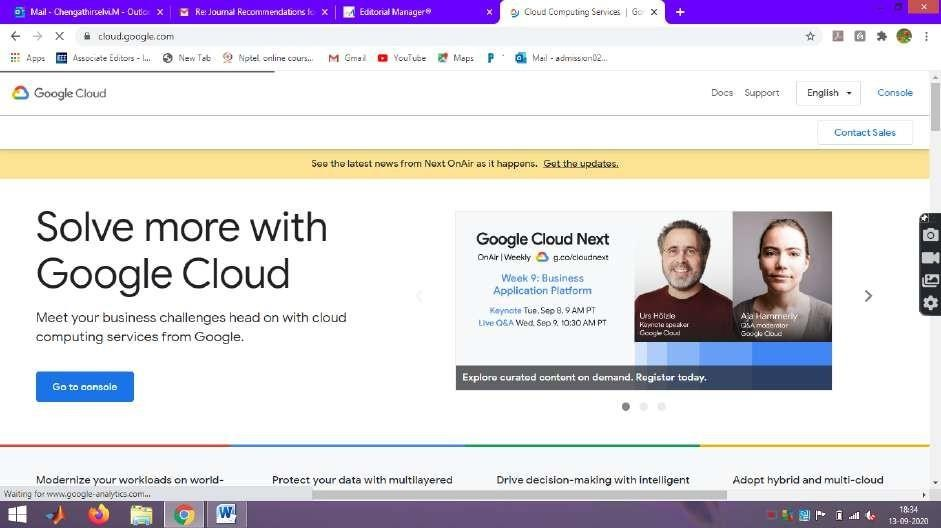 Mail - Chengathirselvi.M - Outlo
Re: Journal Recommendations fo
Editorial Manager®
Cloud Computing Services | Go
cloud.google.com
Apps
Associate Editors - I...
New Tab
Nptel, online cours...
Gmail
YouTube
Maps
P
Mail - admission02...
Google Cloud
Docs
Support
English
Console
Contact Sales
See the latest news from Next OnAir as it happens. Get the updates.
Solve more with
Google Cloud
Meet your business challenges head on with cloud
computing services from Google.
Go to console
Google Cloud Next
OnAir | Weekly g.co/cloudnext
Week 9: Business
Application Platform
Keynote Tue, Sep 8, 9 AM PT
Live Q&A Wed, Sep 9, 10:30 AM PT
Urs Hölzle
Keynote speaker
Google Cloud
Aja Hammerly
Q&A moderator
Google Cloud
Explore curated content on demand. Register today.
Modernize your workloads on world-
Protect your data with multilayered
Drive decision-making with intelligent
Adopt hybrid and multi-cloud
Waiting for www.google-analytics.com...
18:34
13-09-2020